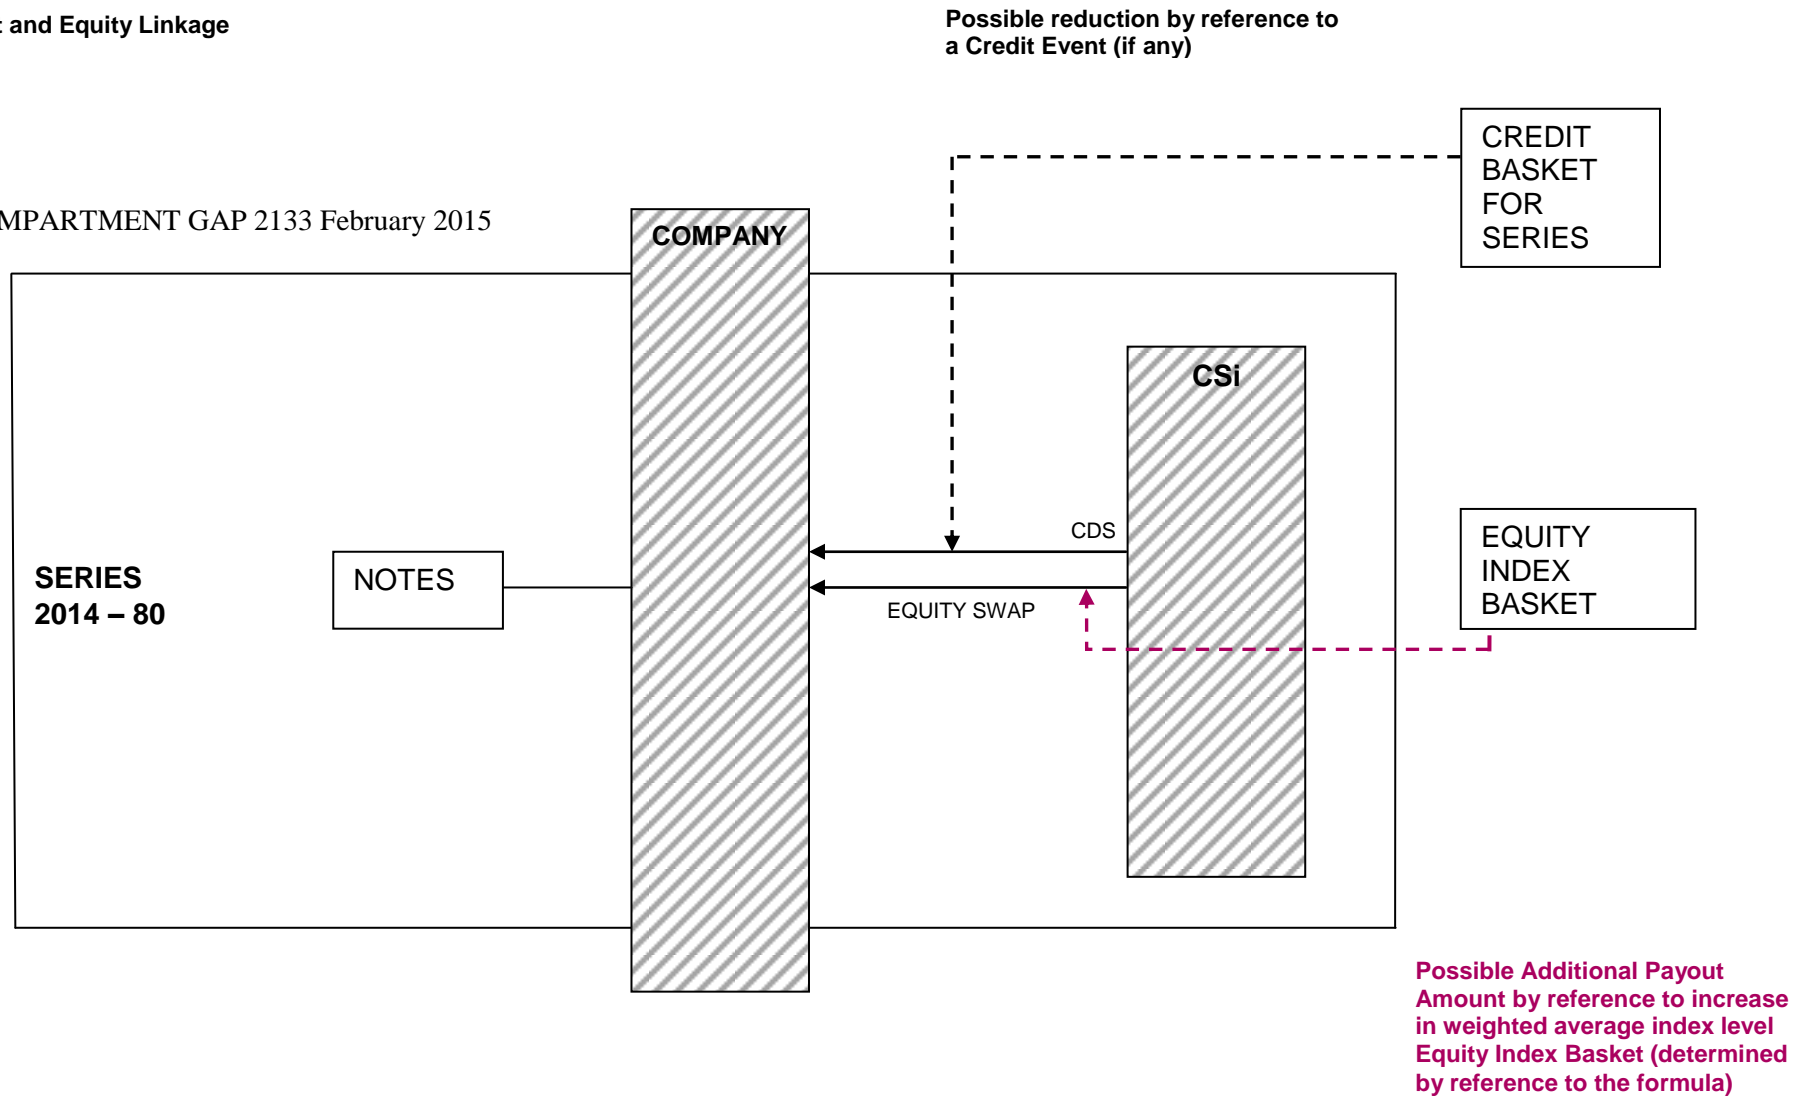 and Equity Linkage
Possible reduction by reference to
a Credit Event (if any)
CREDIT
BASKET
FOR
SERIES
GAP 2133 February 2015
COMPANY
CSi
CDS
EQUITY SWAP
SERIES
2014 – 80
NOTES
EQUITY
INDEX
BASKET
Possible Additional Payout
Amount by reference to increase
in weighted average index level
Equity Index Basket (determined
by reference to the formula)